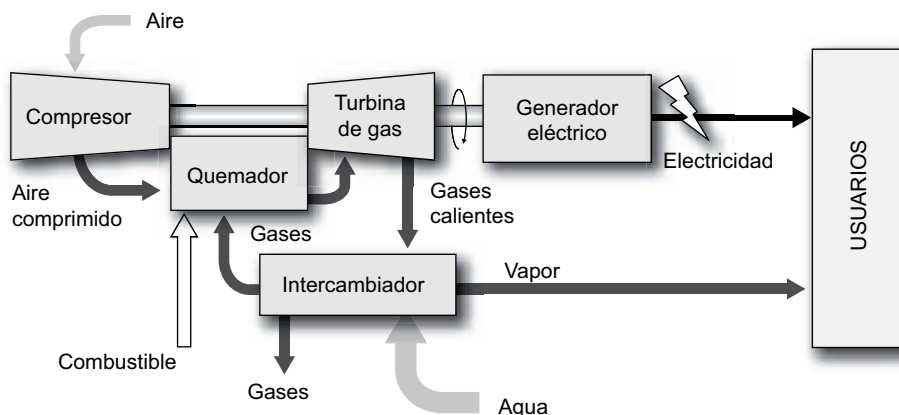 Aire
Compresor
Turbina
de gas
Generador
eléctrico
Electricidad
USUARIOS
Aire
comprimido
Quemador
Gases
Gases
calientes
Intercambiador
Vapor
Combustible
Gases
Agua